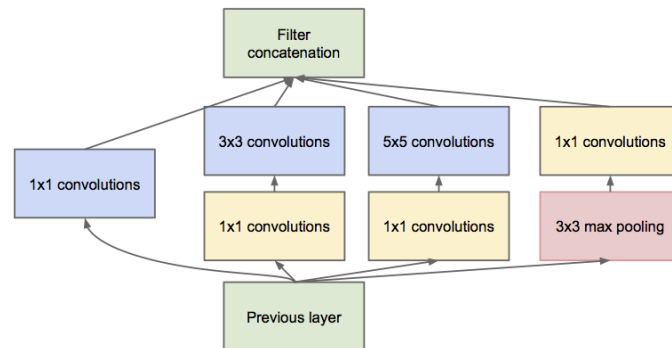 Filter
concatenation
3x3 convolutions
5x5 convolutions
1x1 convolutions
1x1 convolutions
1x1 convolutions
1x1 convolutions
3x3 max pooling
Previous layer